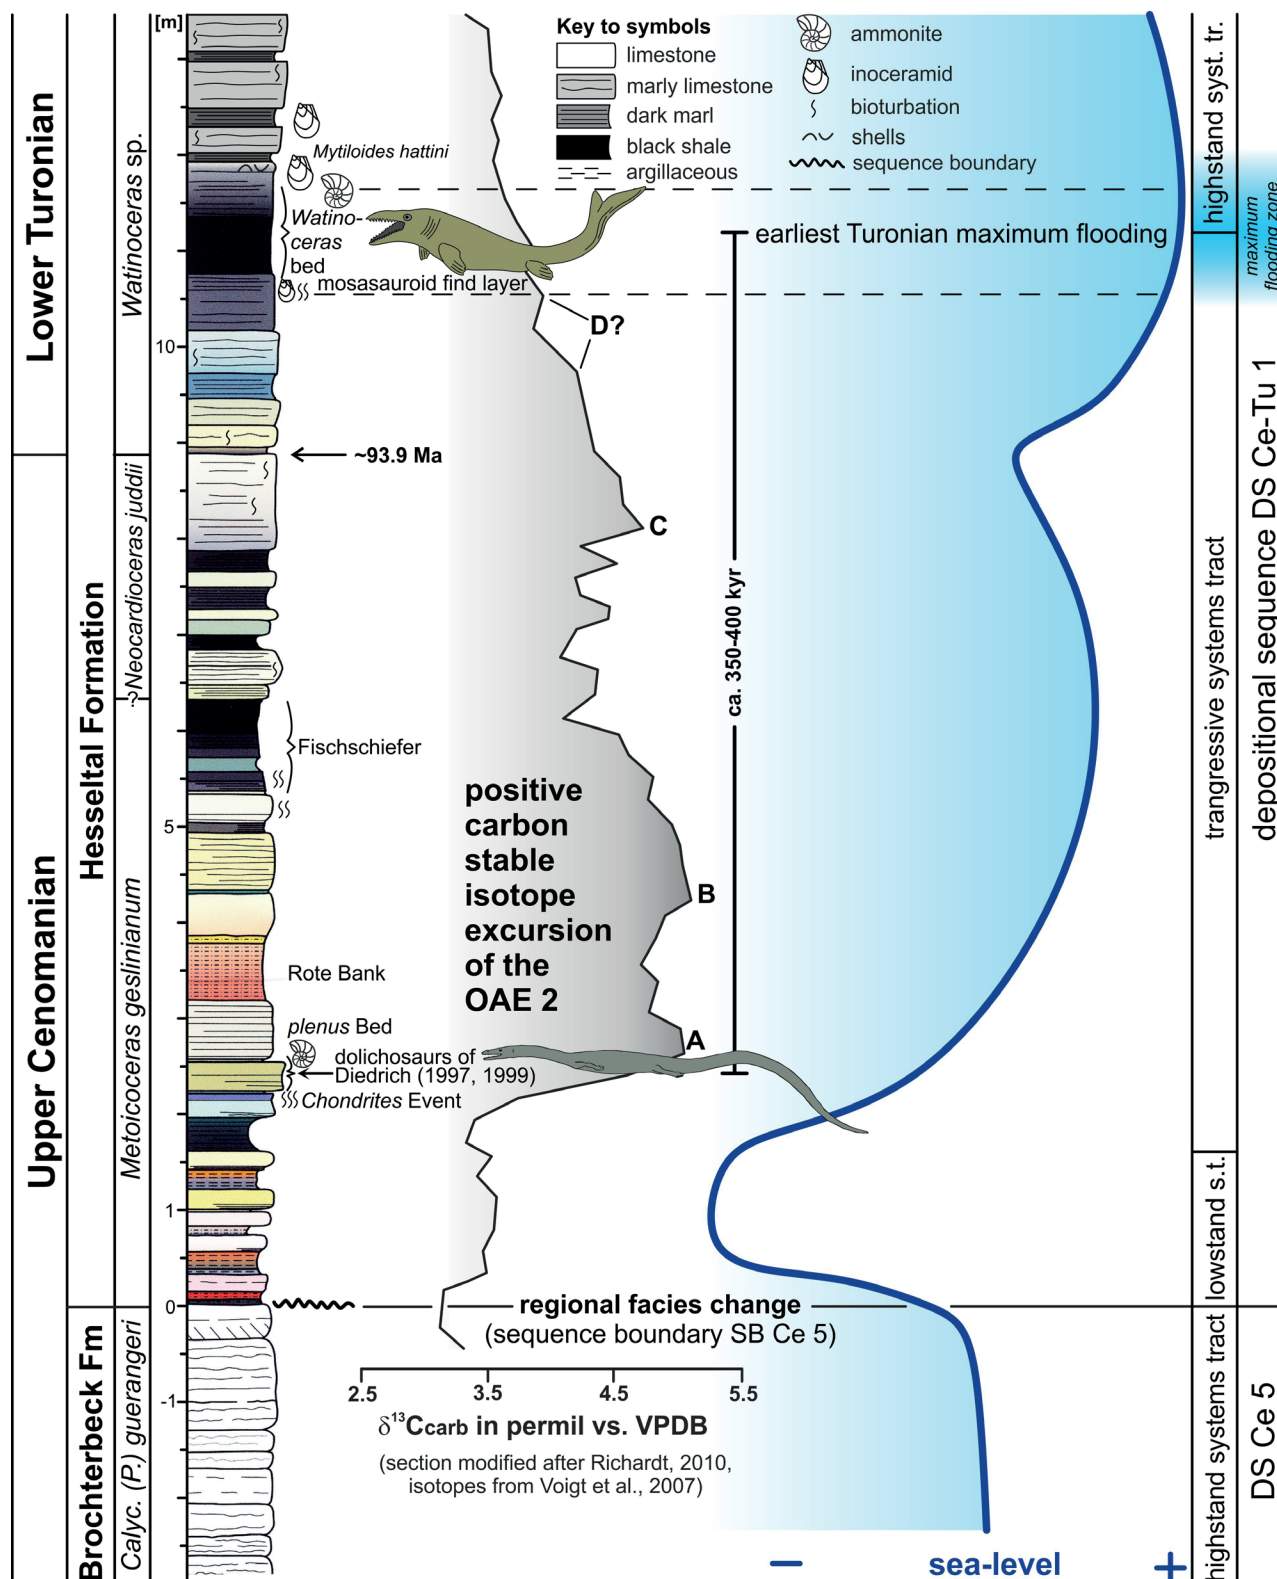 [m]
Key to symbols
limestone
marly limestone
dark marl
black shale
argillaceous
ammonite
inoceramid
bioturbation
shells
sequence boundary
Lower Turonian
Upper Cenomanian
Hesseltal Formation
Brochterbeck Fm
Watinoceras sp.
Neocardioceras juddii
?
Metoicoceras geslinianum
Calyc. (P.) guerangeri
10
5
1
0
-1
Mytiloides hattini
Watino-
ceras
bed
mosasauroid find layer
earliest Turonian maximum flooding
D?
~93.9 Ma
C
ca. 350-400 kyr
Fischschiefer
positive
carbon
stable
isotope
excursion
of the
OAE 2
B
Rote Bank
plenus Bed
A
dolichosaurs of
Diedrich (1997, 1999)
Chondrites Event
regional facies change
(sequence boundary SB Ce 5)
2.5 3.5 4.5 5.5
δ13Ccarb in permil vs. VPDB
(section modified after Richardt, 2010,
isotopes from Voigt et al., 2007)
− sea-level +
highstand syst. tr.
trangressive systems tract
lowstand s.t.
highstand systems tract
maximum
flooding zone
depositional sequence DS Ce-Tu 1
DS Ce 5